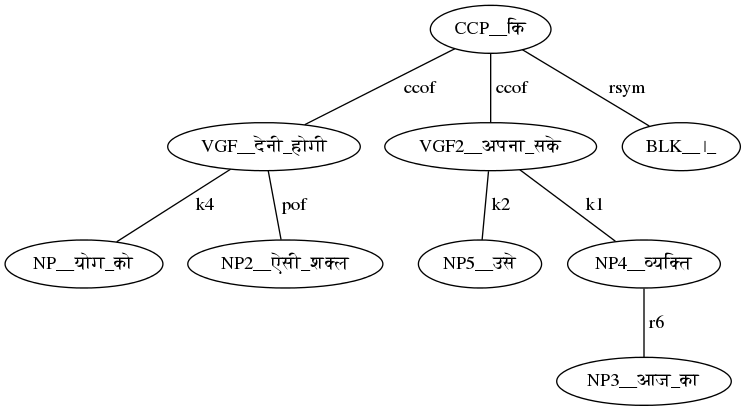 CCP__कि
ccof ccof rsym
VGF__देनी_होगी VGF2__अपना_सके BLK__।_
k4 pof k2 k1
NP__योग_को NP2__ऐसी_शक्ल NP5__उसे NP4__व्यक्ति
r6
NP3__आज_का